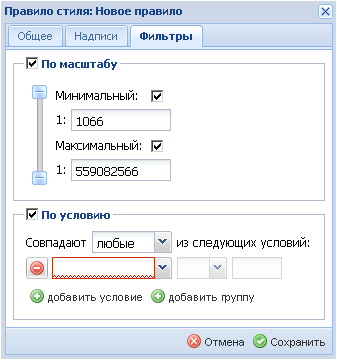 Правило стиля: Новое правило
Общее Надписи Фильтры
По масштабу
Минимальный:
1: 1066
Максимальный:
1: 559082566
По условию
Совпадают любые из следующих условий:
добавить условие добавить группу
Отмена Сохранить